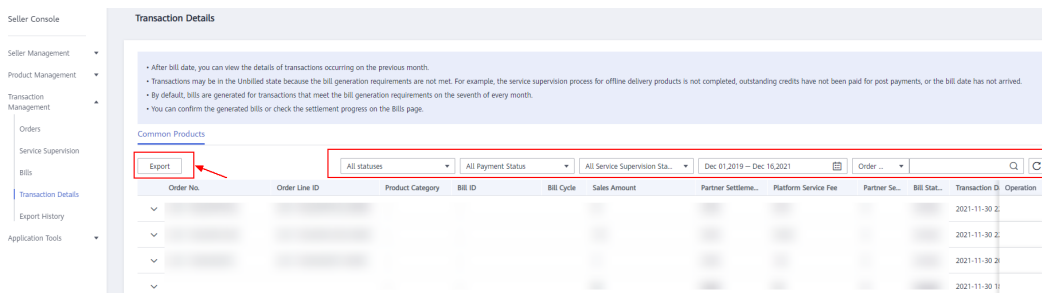 Seller Console
Transaction Details
Seller Management
Product Management
Transaction
Management
Orders
Service Supervision
Bills
Transaction Details
Export History
Application Tools
• After bill date, you can view the details of transactions occurring on the previous month.
• Transactions may be in the Unbilled state because the bill generation requirements are not met. For example, the service supervision process for offline delivery products is not completed, outstanding credits have not been paid for post payments, or the bill date has not arrived.
• By default, bills are generated for transactions that meet the bill generation requirements on the seventh of every month.
• You can confirm the generated bills or check the settlement progress on the Bills page.
Common Products
Export All statuses All Payment Status All Service Supervision Sta... Dec 01,2019 – Dec 16,2021 Order ...
Order No. Order Line ID Product Category Bill ID Bill Cycle Sales Amount Partner Settleme... Platform Service Fee Partner Se... Bill Stat... Transaction D Operation
2021-11-30 2
2021-11-30 2
2021-11-30 2
2021-11-30 1